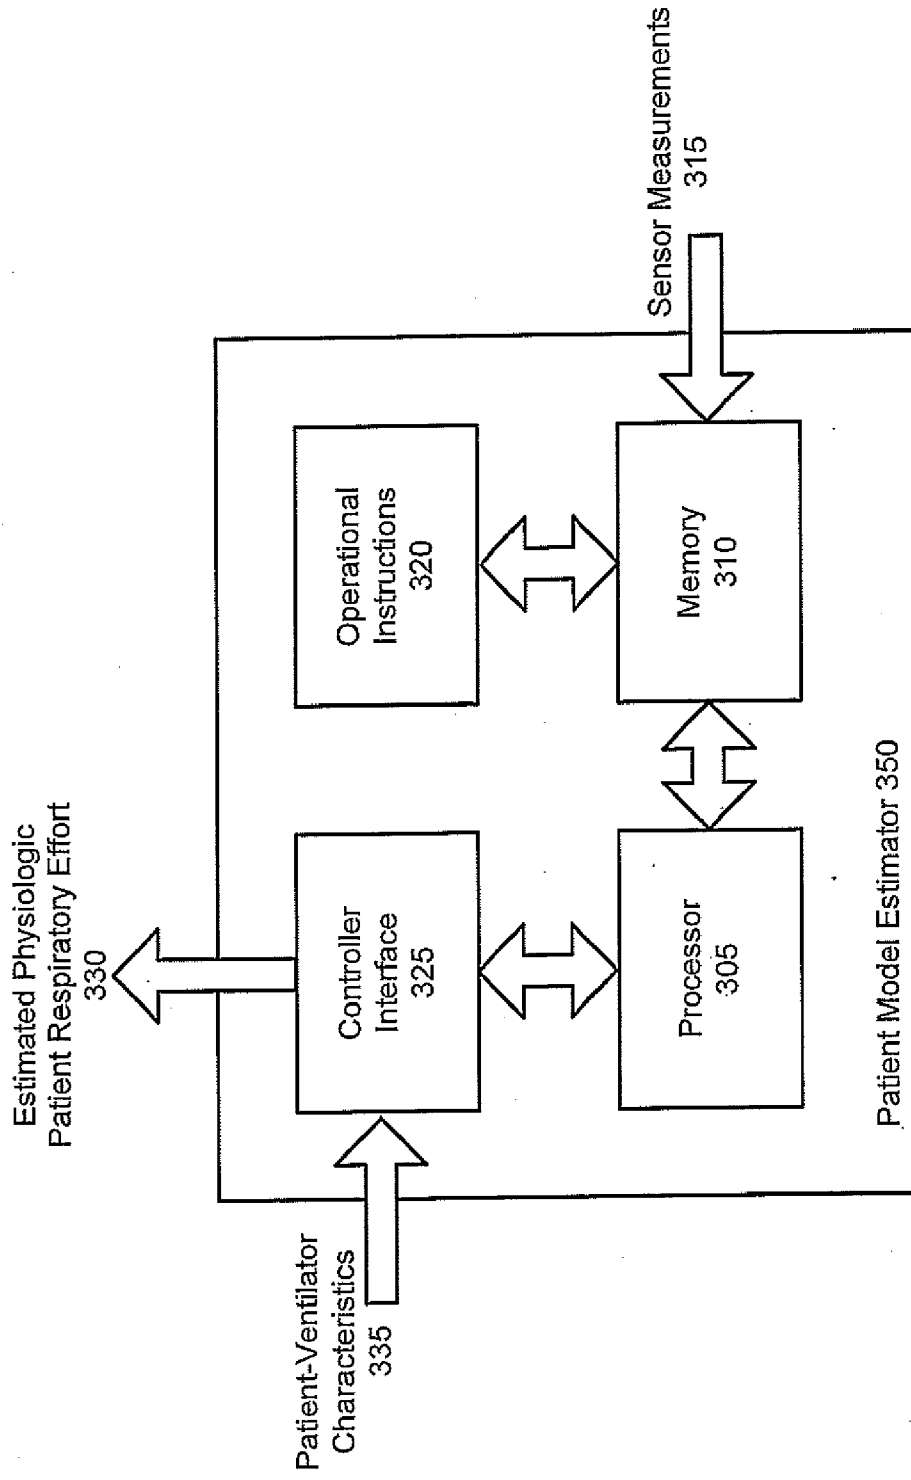 Estimated Physiologic
Patient Respiratory Effort
330
Patient-Ventilator
Characteristics
335
Controller
Interface
325
Operational
Instructions
320
Processor
305
Memory
310
Sensor Measurements
315
Patient Model Estimator 350